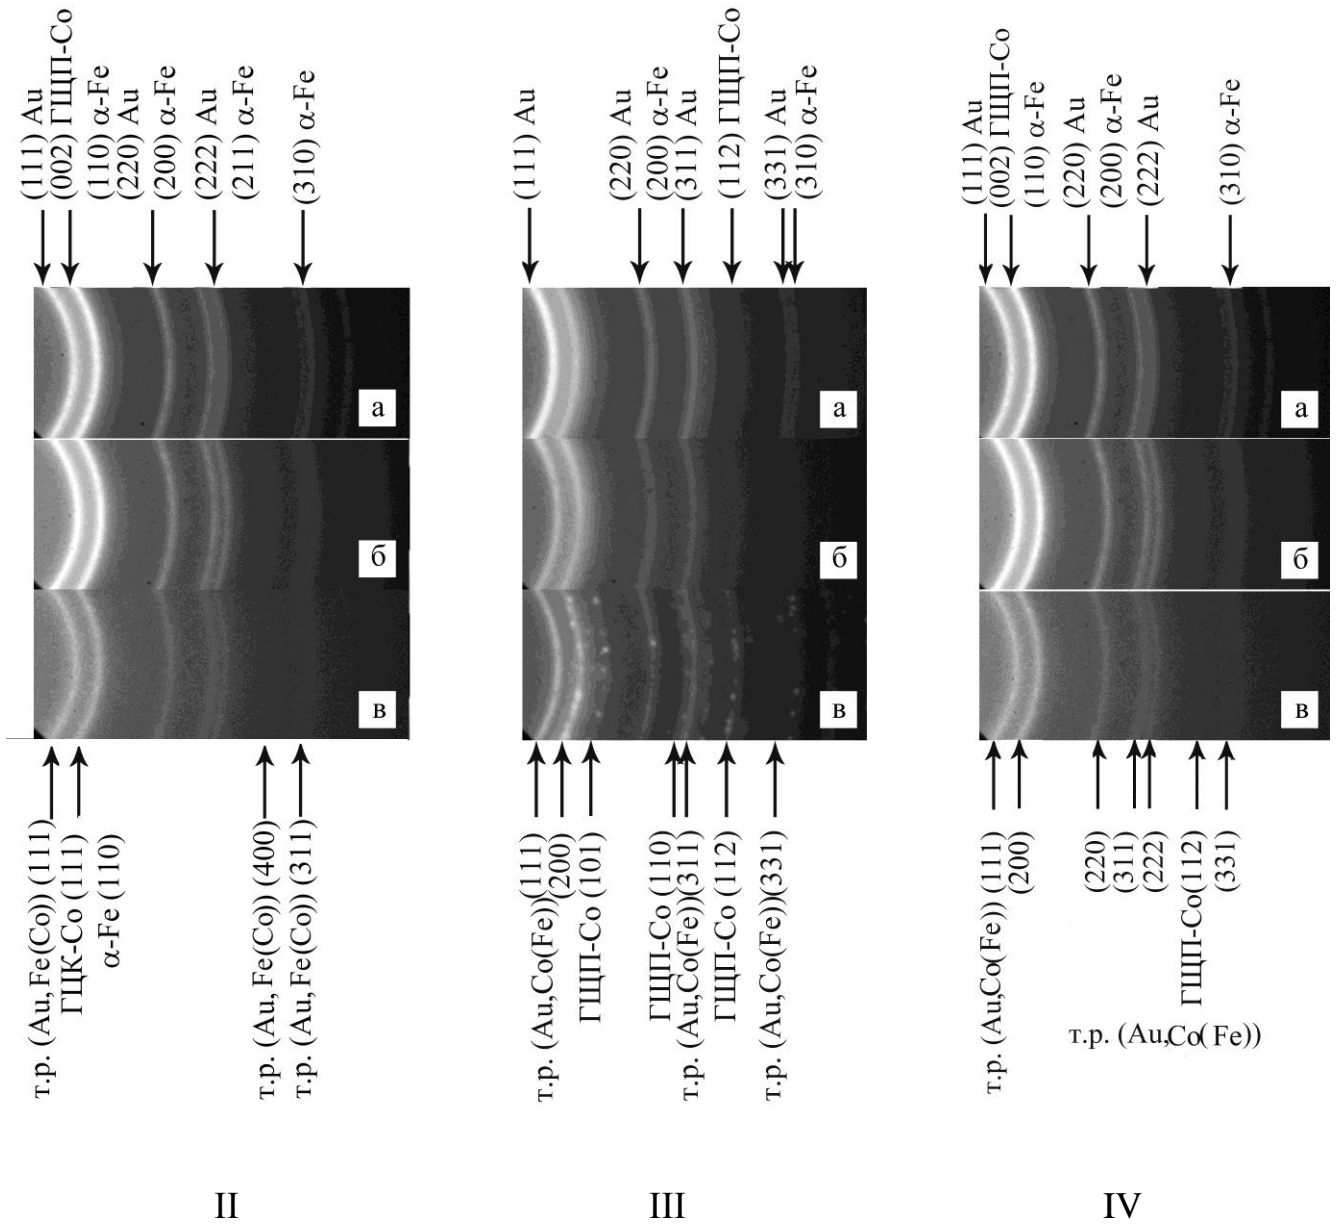 (111) Au
(002) ГЩП-Co
(110) α-Fe
(220) Au
(200) α-Fe
(222) Au
(211) α-Fe
(310) α-Fe
а
б
в
т.р. (Au,Fe(Co)) (111)
ГЦК-Co (111)
α-Fe (110)
т.р. (Au, Fe(Co)) (400)
т.р. (Au, Fe(Co)) (311)
II
(111) Au
(220) Au
(200) α-Fe
(311) Au
(112) ГЩП-Co
(331) Au
(310) α-Fe
а
б
в
т.р. (Au,Co(Fe))(111)
(200)
ГЩП-Co (101)
ГЩП-Co (110)
т.р. (Au,Co(Fe))(311)
ГЩП-Co (112)
т.р. (Au,Co(Fe))(331)
III
(111) Au
(002) ГЩП-Co
(110) α-Fe
(220) Au
(200) α-Fe
(222) Au
(310) α-Fe
а
б
в
т.р. (Au,Co(Fe)) (111)
(200)
(220)
(311)
(222)
ГЩП-Co(112)
(331)
т.р. (Au,Co(Fe))
IV